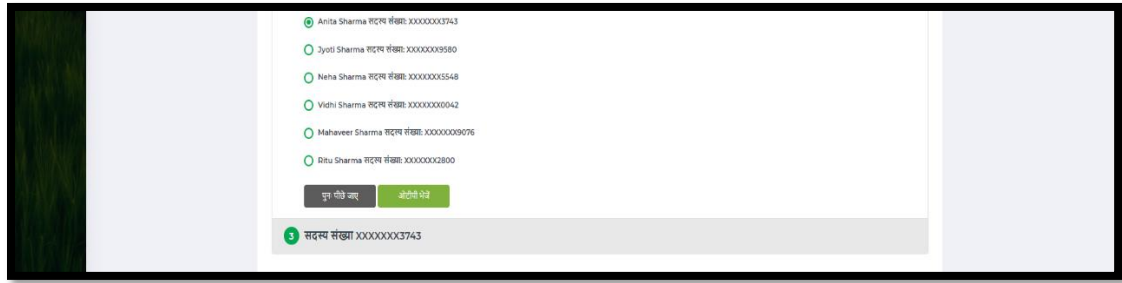 Anita Sharma सदस्य संख्या: XXXXXXX3743
Jyoti Sharma सदस्य संख्या: XXXXXXX9580
Neha Sharma सदस्य संख्या: XXXXXXX5548
Vidhi Sharma सदस्य संख्या: XXXXXXX0042
Mahaveer Sharma सदस्य संख्या: XXXXXXX9076
Ritu Sharma सदस्य संख्या: XXXXXXX2800
पुनः पीछे जाए ओटीपी भेजें
3 सदस्य संख्या XXXXXXX3743